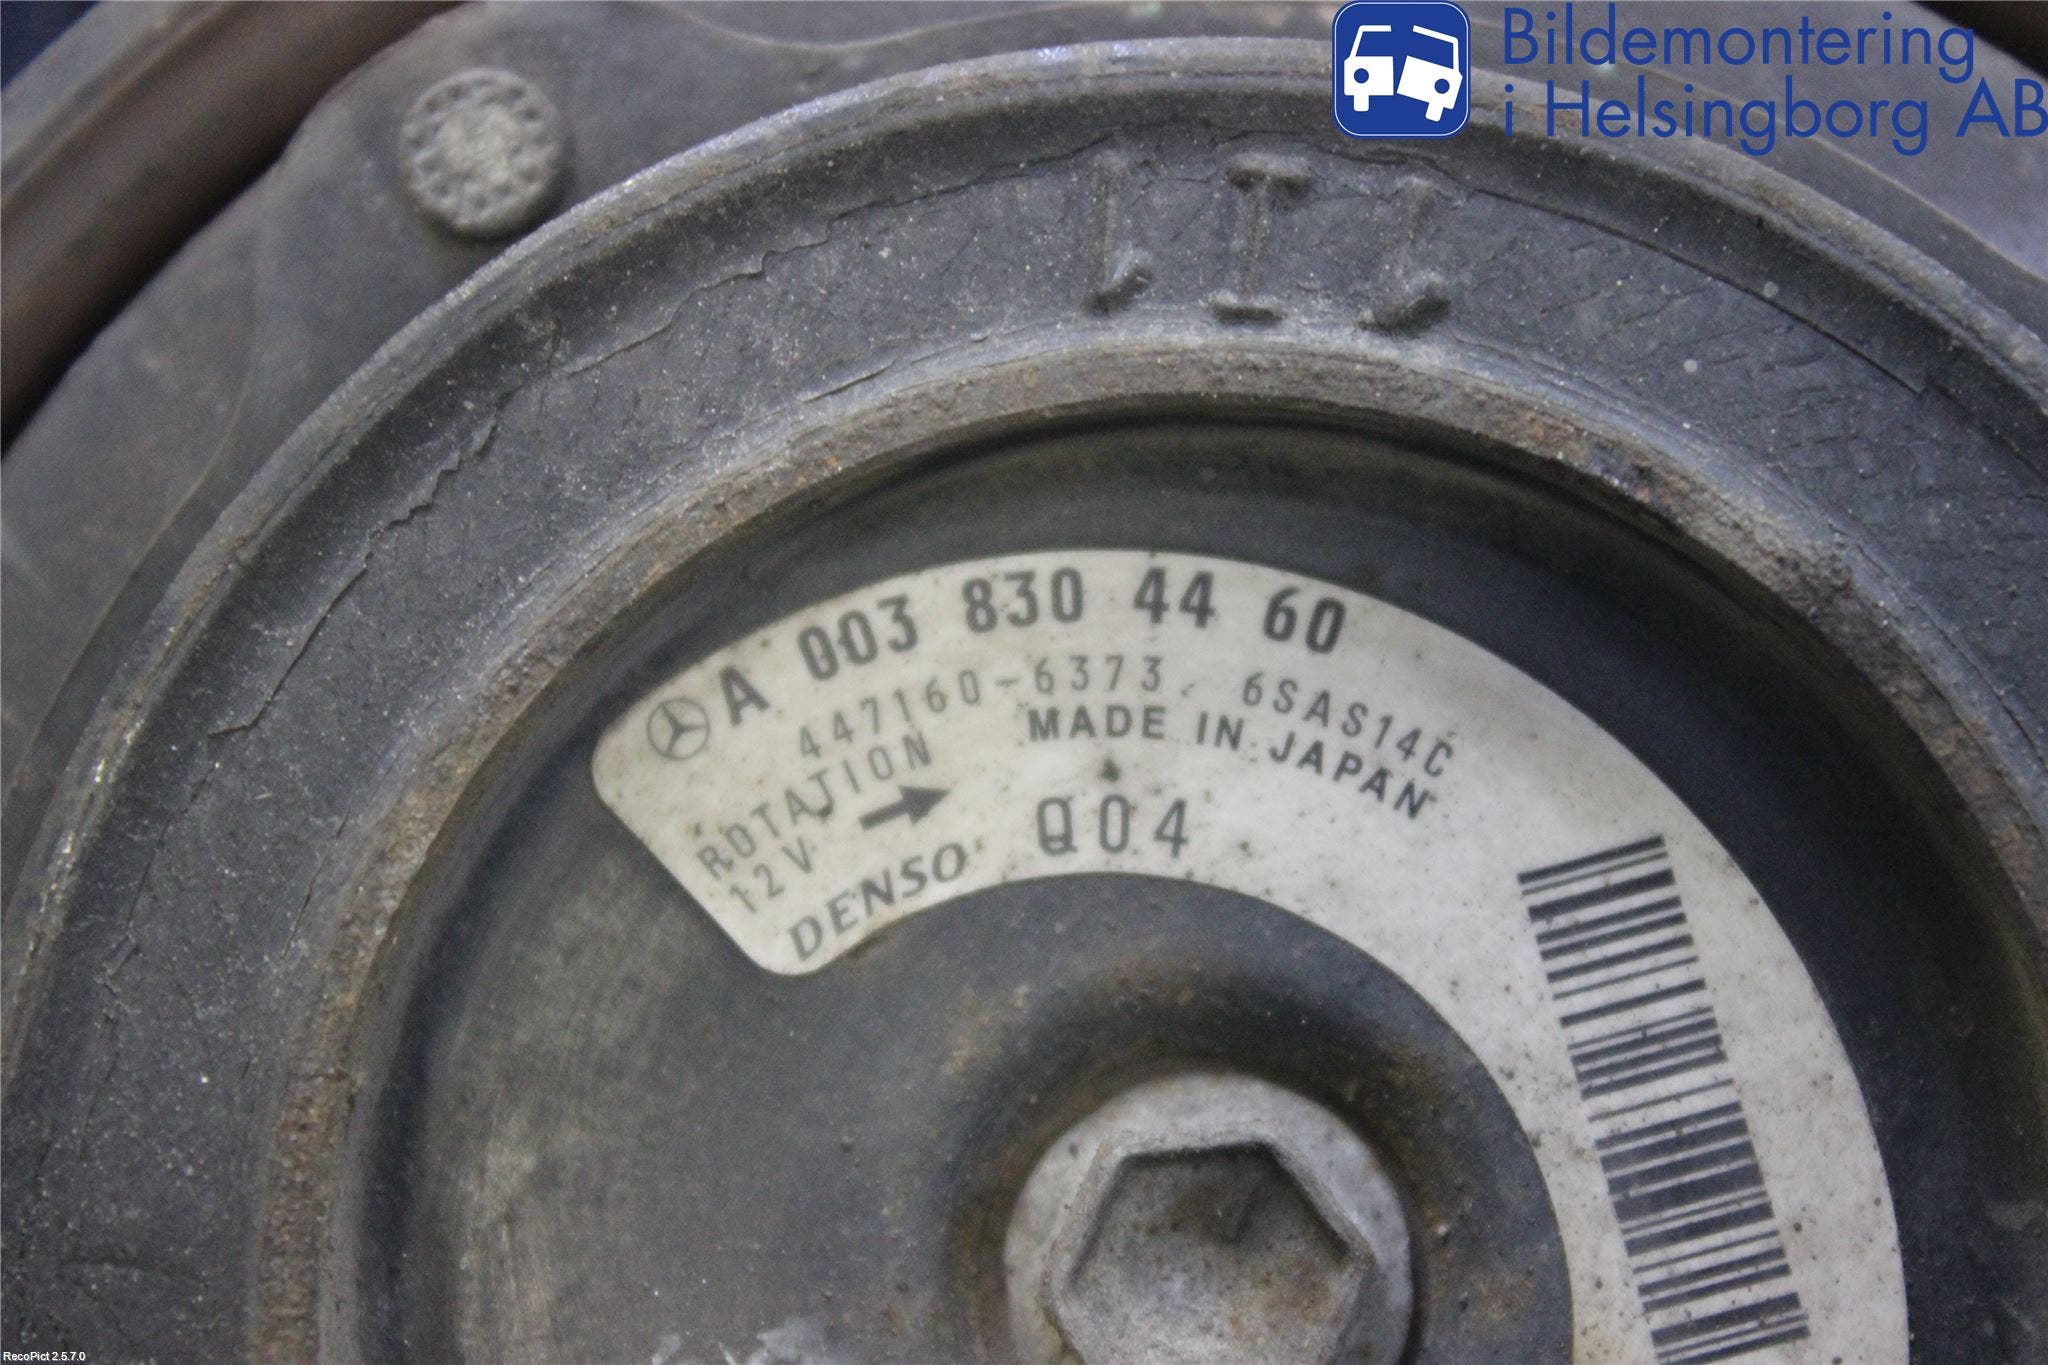 Bildemontering
i Helsingborg AB
JIJ
A 003 830 44 60
447160-6373, 6SAS14C
ROTATION
MADE IN JAPAN
12V
DENSO
Q04
RecoPict 2.5.7.0